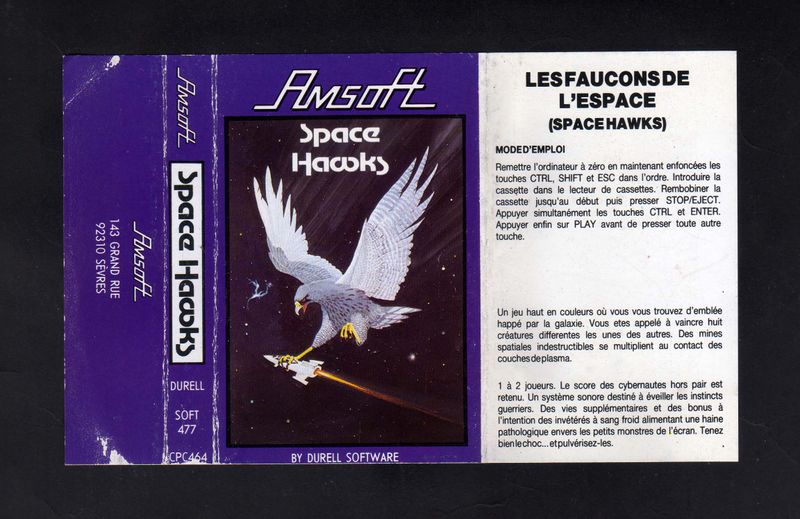 Amsoft
143 GRAND RUE
92310 SÈVRES
Amsoft
Space Hawks
DURELL
SOFT
477
CPC464
Amsoft
Space
Hawks
BY DURELL SOFTWARE
LES FAUCONS DE
L'ESPACE
(SPACE HAWKS)
MODE D'EMPLOI
Remettre l'ordinateur à zéro en maintenant enfoncées les
touches CTRL, SHIFT et ESC dans l'ordre. Introduire la
cassette dans le lecteur de cassettes. Rembobiner la
cassette jusqu'au début puis presser STOP/EJECT.
Appuyer simultanément les touches CTRL et ENTER.
Appuyer enfin sur PLAY avant de presser toute autre
touche.
Un jeu haut en couleurs où vous vous trouvez d'emblée
happé par la galaxie. Vous etes appelé à vaincre huit
créatures differentes les unes des autres. Des mines
spatiales indestructibles se multiplient au contact des
couches de plasma.
1 à 2 joueurs. Le score des cybernautes hors pair est
retenu. Un système sonore destiné à éveiller les instincts
guerriers. Des vies supplémentaires et des bonus à
l'intention des invétérés à sang froid alimentant une haine
pathologique envers les petits monstres de l'écran. Tenez
bien le choc... et pulvérisez-les.